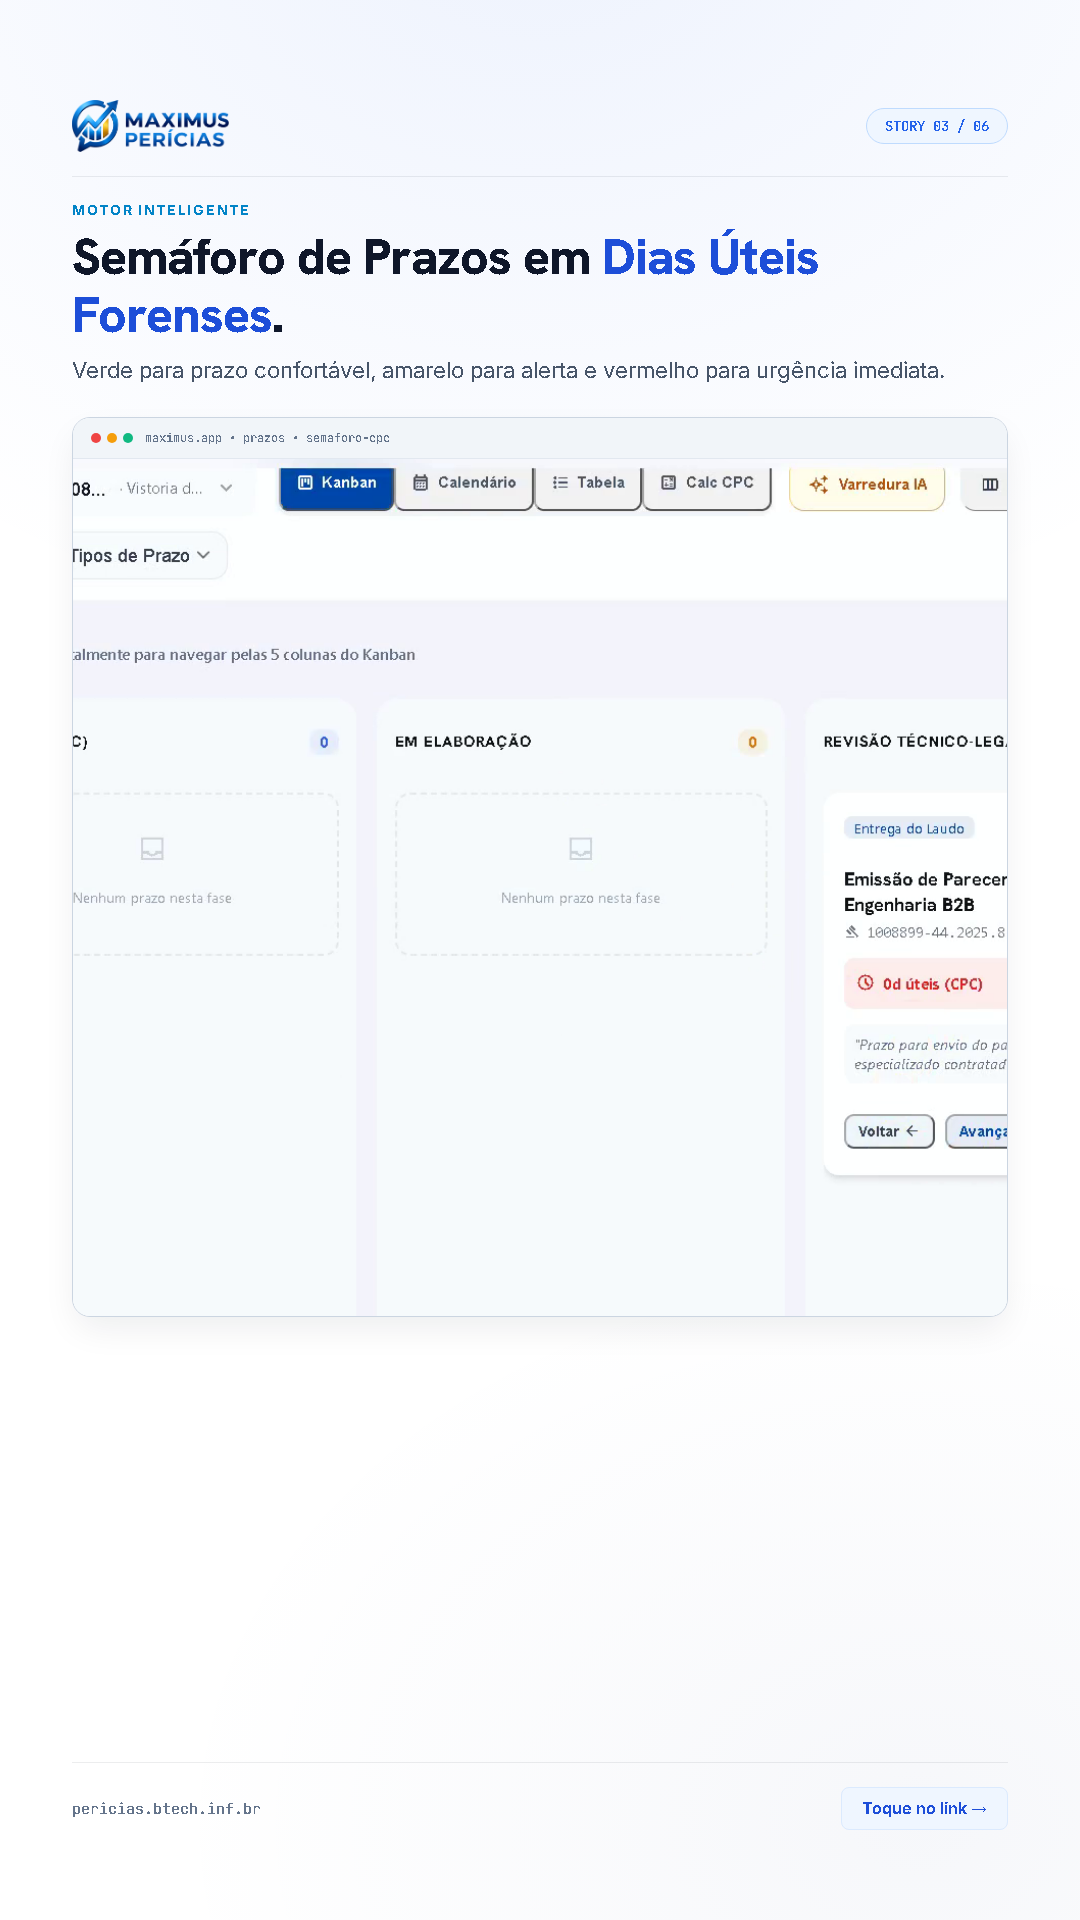 MAXIMUS
PERÍCIAS
STORY 03 / 06
MOTOR INTELIGENTE
Semáforo de Prazos em Dias Úteis
Forenses.
Verde para prazo confortável, amarelo para alerta e vermelho para urgência imediata.
maximus.app • prazos • semaforo-cpc
08... · Vistoria d...
Kanban
Calendário
Tabela
Calc CPC
Varredura IA
Tipos de Prazo
talmente para navegar pelas 5 colunas do Kanban
C)
0
EM ELABORAÇÃO
0
REVISÃO TÉCNICO-LEGA
Nenhum prazo nesta fase
Nenhum prazo nesta fase
Entrega do Laudo
Emissão de Parecer
Engenharia B2B
1008899-44.2025.8
0d úteis (CPC)
"Prazo para envio do pa
especializado contratad
Voltar ←
Avança
pericias.btech.inf.br
Toque no link →